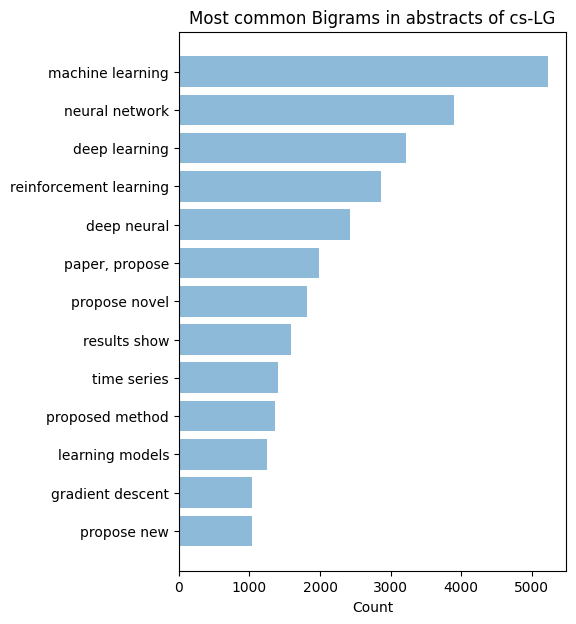 Most common Bigrams in abstracts of cs-LG
machine learning
neural network
deep learning
reinforcement learning
deep neural
paper, propose
propose novel
results show
time series
proposed method
learning models
gradient descent
propose new
0 1000 2000 3000 4000 5000
Count